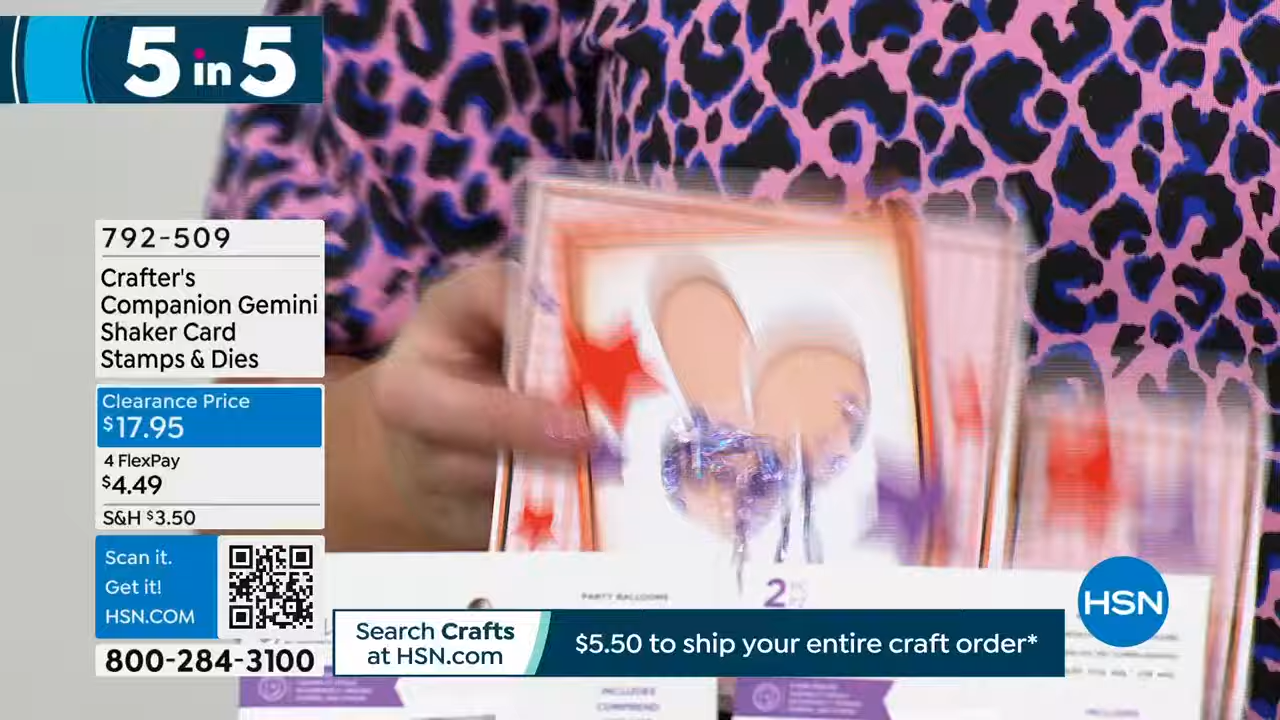 5 in 5
792-509
Crafter's
Companion Gemini
Shaker Card
Stamps & Dies
Clearance Price
$17.95
4 FlexPay
$4.49
S&H $3.50
Scan it.
Get it!
HSN.COM
800-284-3100
PARTY BALLOONS
2
Search Crafts
at HSN.com
$5.50 to ship your entire craft order*
HSN
INCLUDES